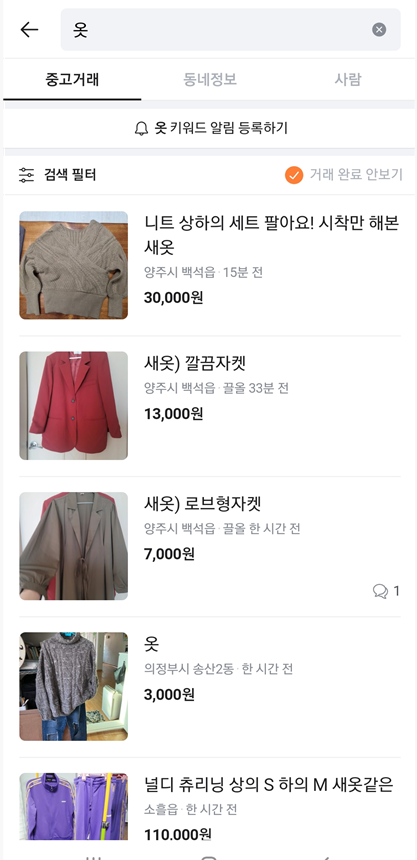 옷
중고거래
동네정보
사람
옷 키워드 알림 등록하기
검색 필터
거래 완료 안보기
니트 상하의 세트 팔아요! 시착만 해본
새옷
양주시 백석읍 · 15분 전
30,000원
새옷) 깔끔자켓
양주시 백석읍 · 끌올 33분 전
13,000원
새옷) 로브형자켓
양주시 백석읍 · 끌올 한 시간 전
7,000원
1
옷
의정부시 송산2동 · 한 시간 전
3,000원
널디 츄리닝 상의 S 하의 M 새옷같은
소흘읍 · 한 시간 전
110,000원